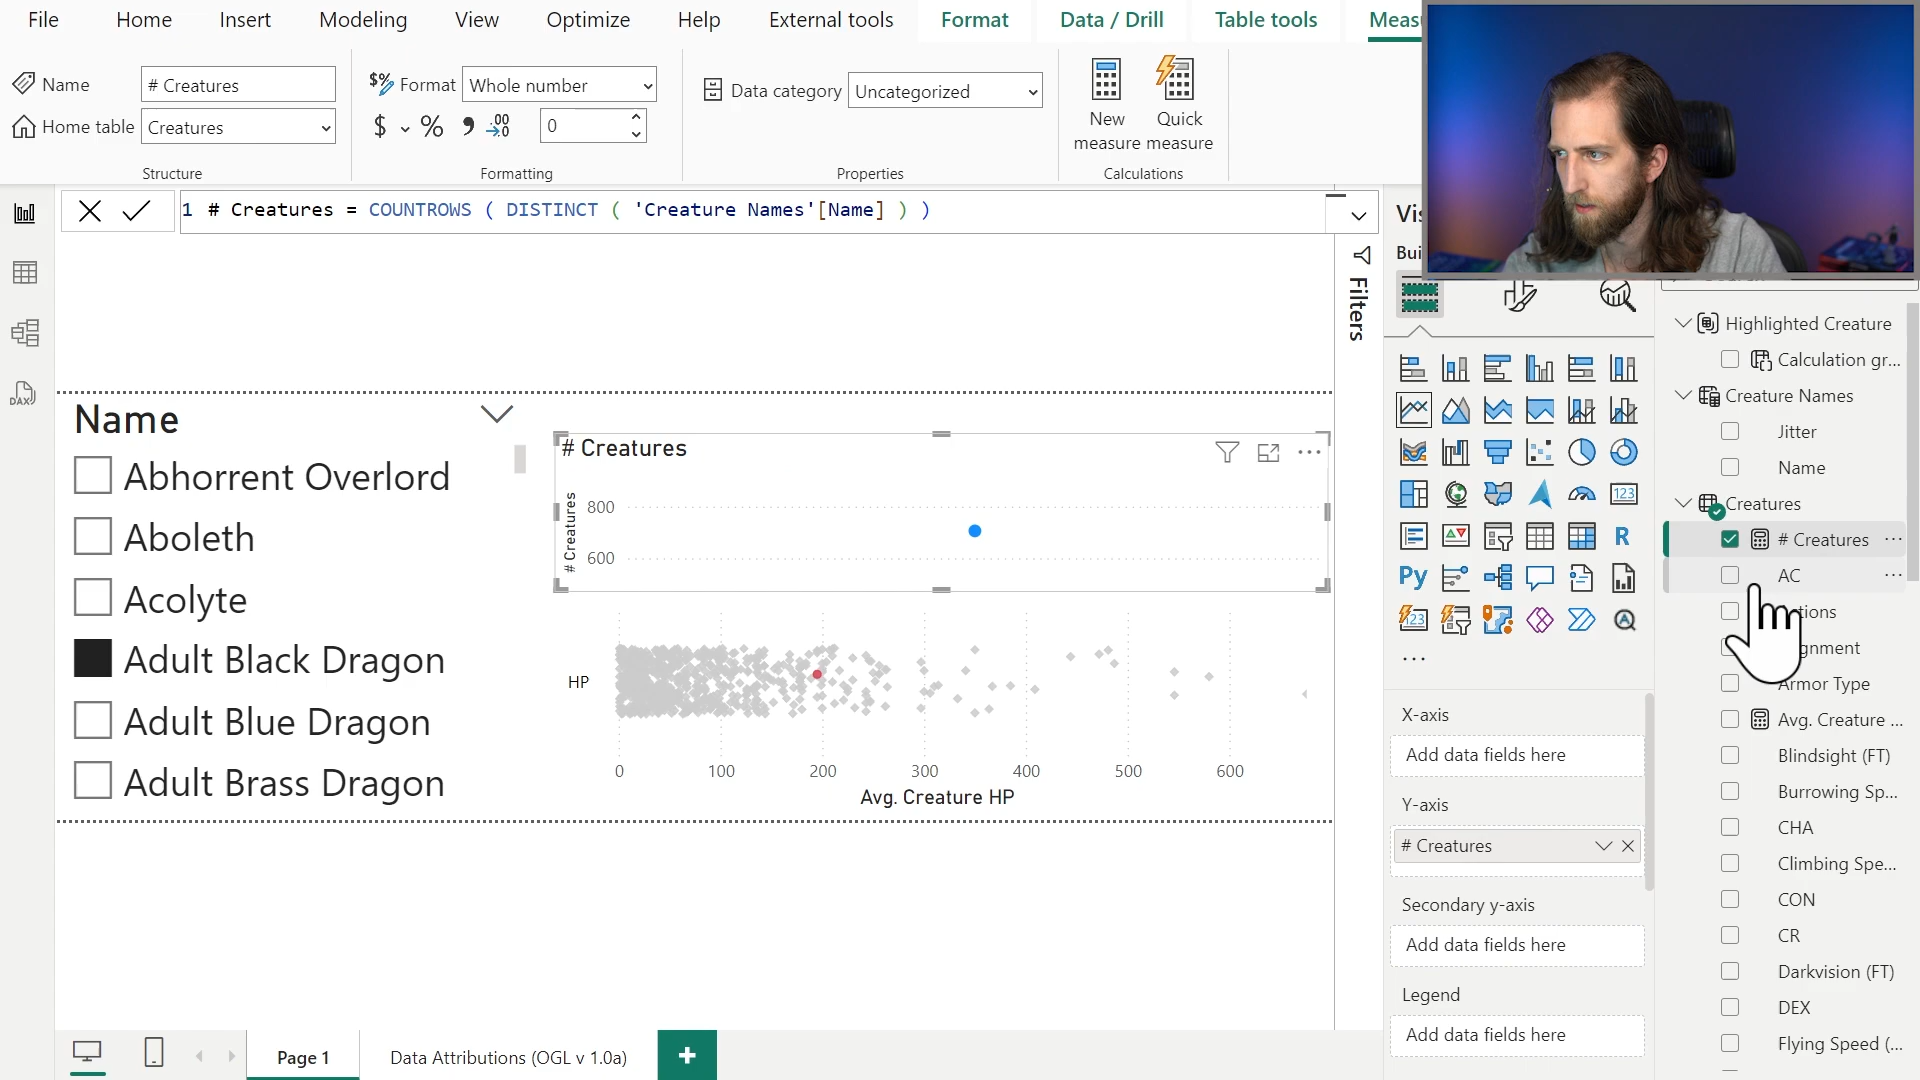 File Home Insert Modeling View Optimize Help External tools Format Data / Drill Table tools
Name # Creatures
Home table Creatures
Structure
Format Whole number
$ % 0
Formatting
Data category Uncategorized
Properties
New measure
Quick measure
Calculations
1 # Creatures = COUNTROWS ( DISTINCT ( 'Creature Names'[Name] ) )
Filters
Name
Abhorrent Overlord
Aboleth
Acolyte
Adult Black Dragon
Adult Blue Dragon
Adult Brass Dragon
# Creatures
# Creatures
800
600
HP
0 100 200 300 400 500 600
Avg. Creature HP
123
R
Py
123
X-axis
Add data fields here
Y-axis
# Creatures
Secondary y-axis
Add data fields here
Legend
Add data fields here
Highlighted Creature
Calculation gr...
Creature Names
Jitter
Name
Creatures
# Creatures ...
AC ...
Armor Type
Avg. Creature ...
Blindsight (FT)
Burrowing Sp...
CHA
Climbing Spe...
CON
CR
Darkvision (FT)
DEX
Flying Speed (...
DAX
Page 1
Data Attributions (OGL v 1.0a)
+